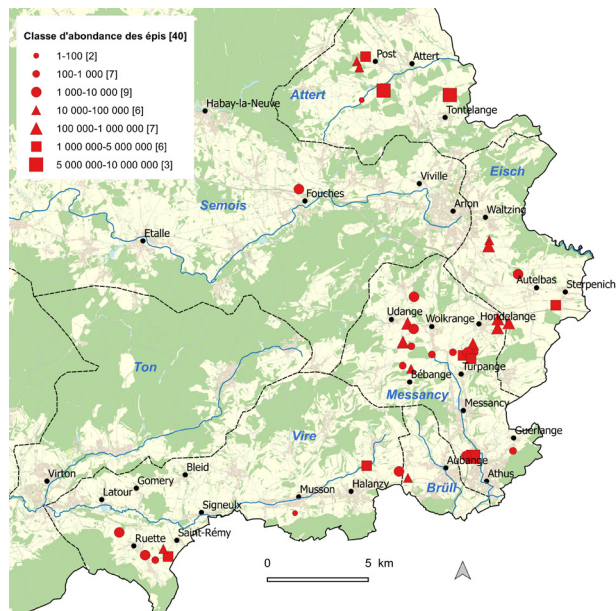 Classe d'abondance des épis [40]
1-100 [2]
100-1 000 [7]
1 000-10 000 [9]
10 000-100 000 [6]
100 000-1 000 000 [7]
1 000 000-5 000 000 [6]
5 000 000-10 000 000 [3]
Post
Attert
Attert
Habay-la-Neuve
Tontelange
Eisch
Viville
Fouches
Semois
Arlon
Waltzing
Etalle
Autelbas
Sterpenich
Udange
Wolkrange
Hondelange
Ton
Turpange
Bébange
Messancy
Messancy
Vire
Guerlange
Bleid
Aubange
Virton
Gomery
Athus
Latour
Musson
Halanzy
Brüll
Signeulx
Ruette
Saint-Rémy
0
5 km